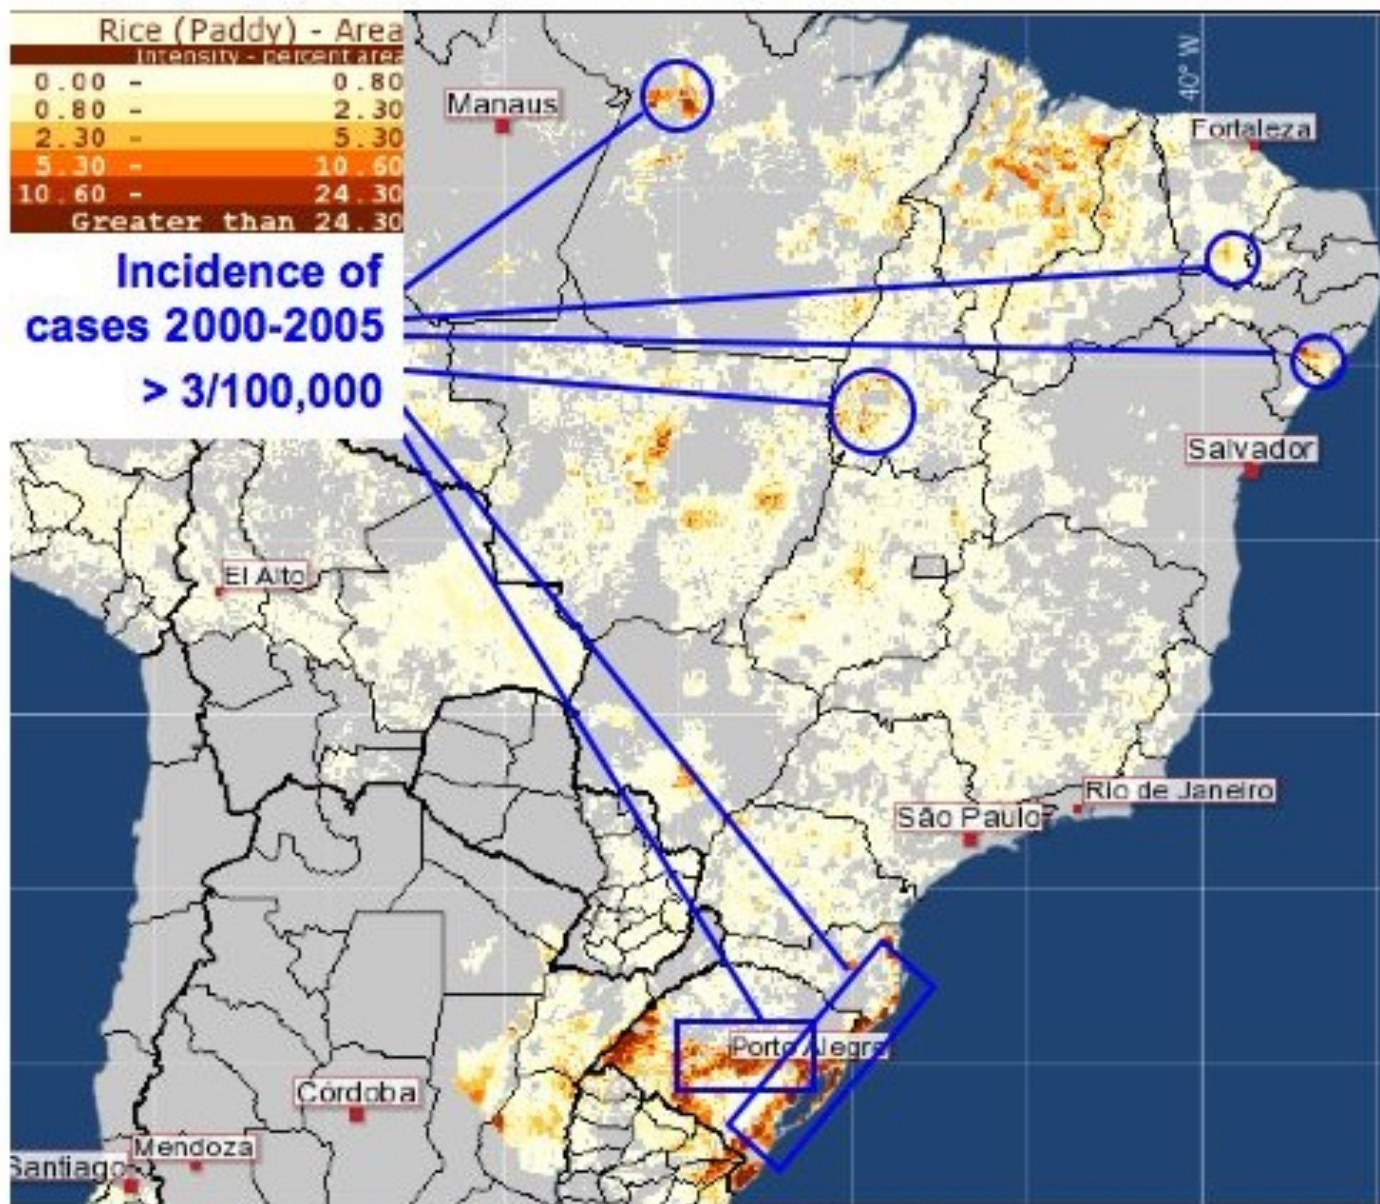 Rice (Paddy) - Area
Intensity - percent area
0.00 - 0.80
0.80 - 2.30
2.30 - 5.30
5.30 - 10.60
10.60 - 24.30
Greater than 24.30
Incidence of
cases 2000-2005
> 3/100,000
Manaus
40° W
Fortaleza
Salvador
El Alto
Rio de Janeiro
São Paulo
Porto Alegre
Córdoba
Mendoza
Santiago